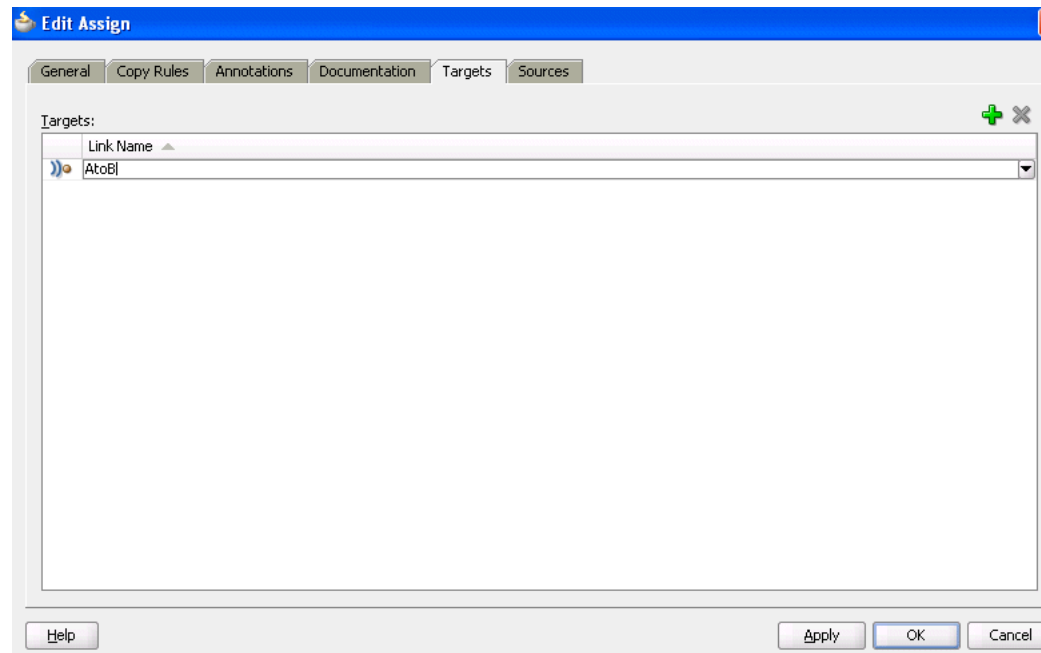 Edit Assign
General Copy Rules Annotations Documentation Targets Sources
Targets:
Link Name
AtoB
Help Apply OK Cancel